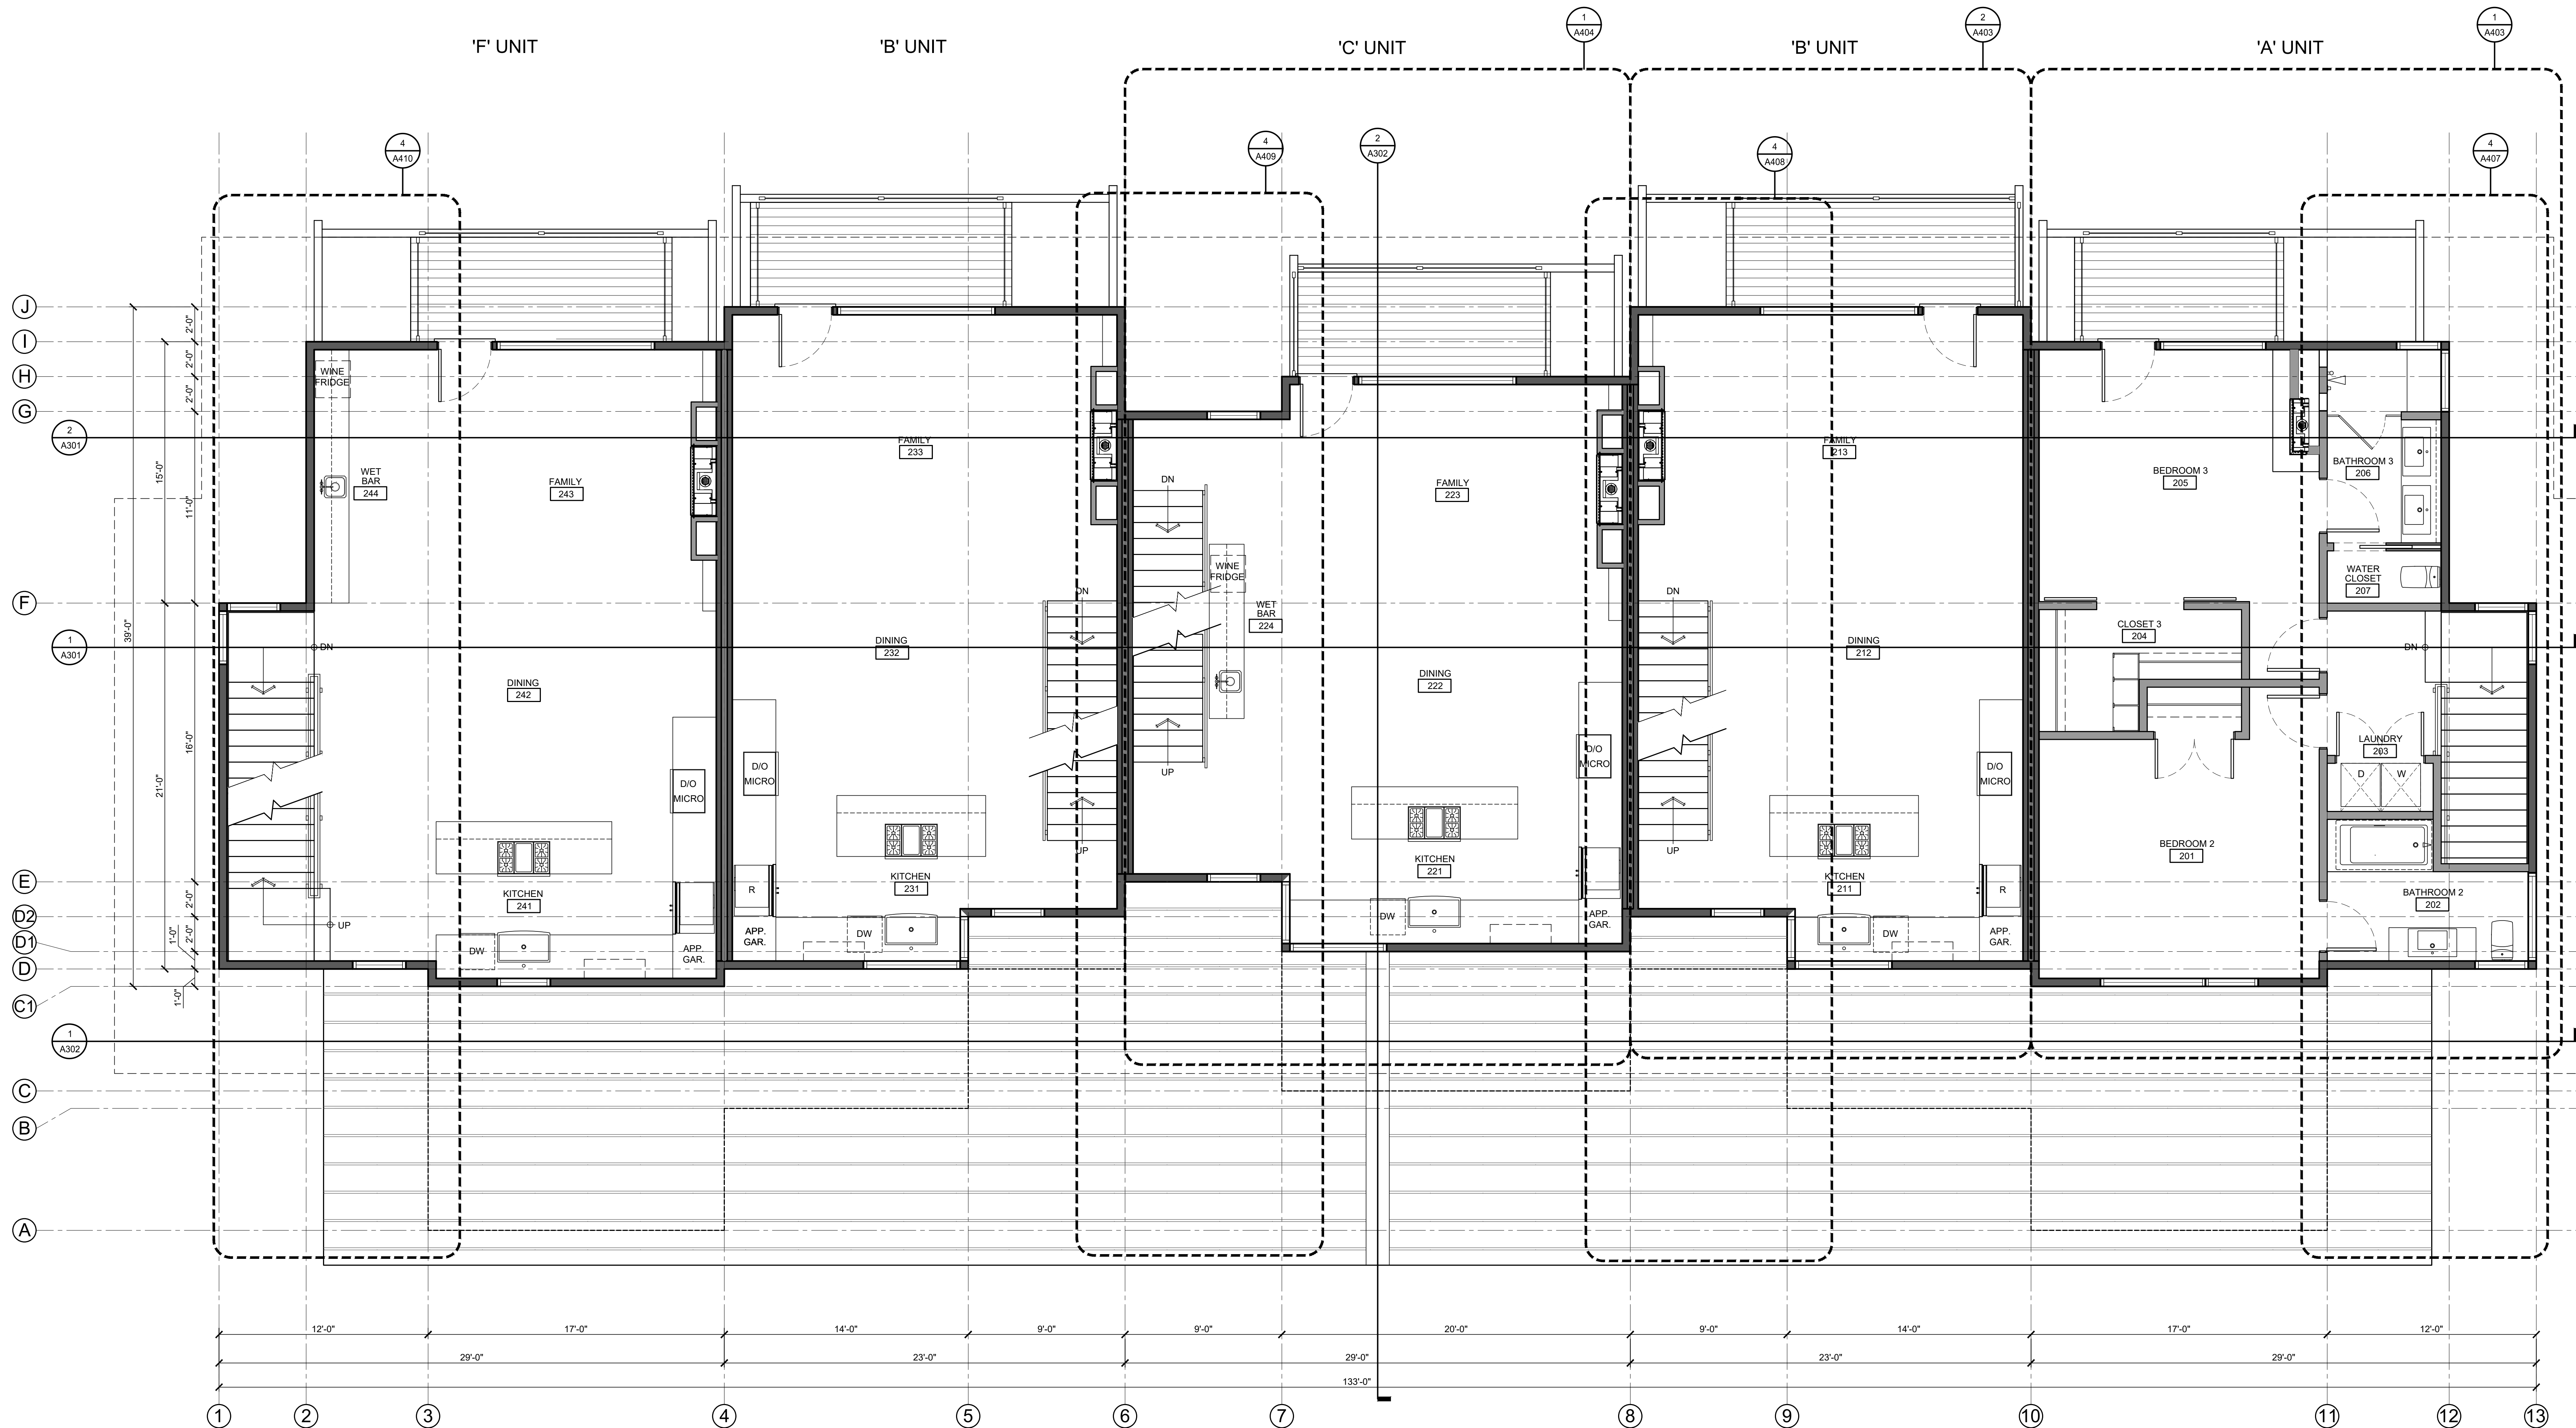 'F' UNIT
'B' UNIT
'C' UNIT
'B' UNIT
'A' UNIT
1
A404
2
A403
1
A403
4
A410
4
A409
2
A302
4
A408
4
A407
J
I
H
G
2
A301
F
1
A301
E
D2
D1
D
C1
1
A302
C
B
A
2'-0"
2'-0"
2'-0"
15'-0"
11'-0"
39'-0"
16'-0"
21'-0"
2'-0"
2'-0"
1'-0"
1'-0"
WINE
FRIDGE
WET
BAR
244
FAMILY
243
DN
DINING
242
D/O
MICRO
KITCHEN
241
UP
DW
APP.
GAR.
FAMILY
233
DN
DINING
232
D/O
MICRO
UP
R
KITCHEN
231
APP.
GAR.
DW
DN
WINE
FRIDGE
WET
BAR
224
UP
FAMILY
223
DINING
222
D/O
MICRO
KITCHEN
221
DW
APP.
GAR.
FAMILY
213
DN
DINING
212
D/O
MICRO
UP
KITCHEN
211
R
DW
APP.
GAR.
BEDROOM 3
205
BATHROOM 3
206
WATER
CLOSET
207
CLOSET 3
204
DN
LAUNDRY
203
D
W
BEDROOM 2
201
BATHROOM 2
202
12'-0"
17'-0"
14'-0"
9'-0"
9'-0"
20'-0"
9'-0"
14'-0"
17'-0"
12'-0"
29'-0"
23'-0"
29'-0"
23'-0"
29'-0"
133'-0"
1
2
3
4
5
6
7
8
9
10
11
12
13